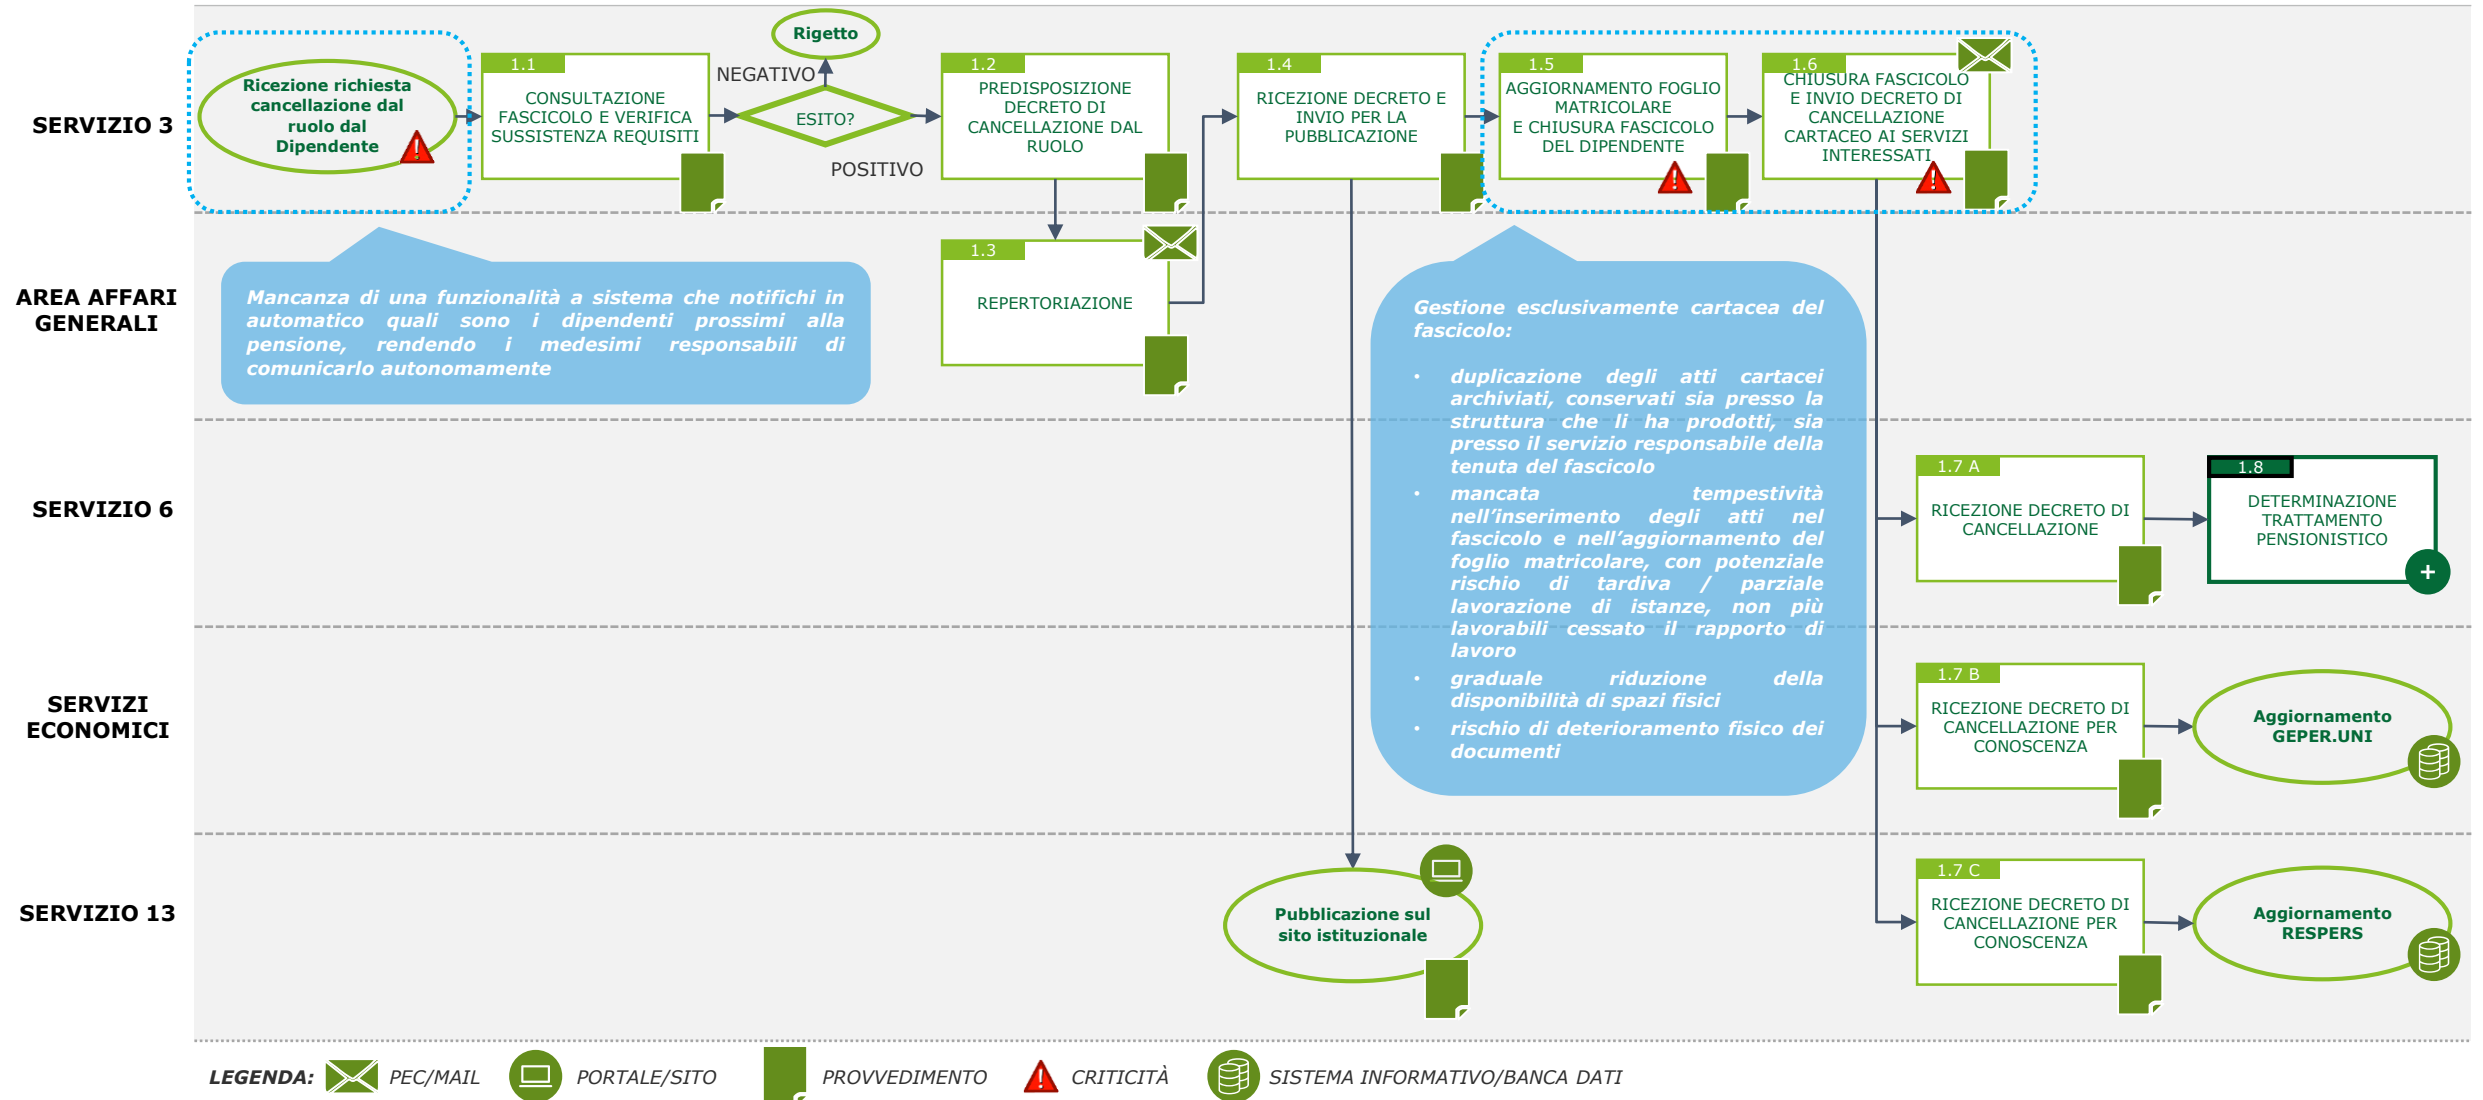 SERVIZIO 3
Ricezione richiesta
cancellazione dal
ruolo dal
Dipendente
1.1
CONSULTAZIONE
FASCICOLO E VERIFICA
SUSSISTENZA REQUISITI
Rigetto
NEGATIVO
ESITO?
POSITIVO
1.2
PREDISPOSIZIONE
DECRETO DI
CANCELLAZIONE DAL
RUOLO
1.4
RICEZIONE DECRETO E
INVIO PER LA
PUBBLICAZIONE
1.5
AGGIORNAMENTO FOGLIO
MATRICOLARE
E CHIUSURA FASCICOLO
DEL DIPENDENTE
1.6
CHIUSURA FASCICOLO
E INVIO DECRETO DI
CANCELLAZIONE
CARTACEO AI SERVIZI
INTERESSATI
AREA AFFARI
GENERALI
Mancanza di una funzionalità a sistema che notifichi in
automatico quali sono i dipendenti prossimi alla
pensione, rendendo i medesimi responsabili di
comunicarlo autonomamente
1.3
REPERTORIAZIONE
Gestione esclusivamente cartacea del
fascicolo:
• duplicazione degli atti cartacei
archiviati, conservati sia presso la
struttura che li ha prodotti, sia
presso il servizio responsabile della
tenuta del fascicolo
• mancata tempestività
nell'inserimento degli atti nel
fascicolo e nell'aggiornamento del
foglio matricolare, con potenziale
rischio di tardiva / parziale
lavorazione di istanze, non più
lavorabili cessato il rapporto di
lavoro
• graduale riduzione della
disponibilità di spazi fisici
• rischio di deterioramento fisico dei
documenti
SERVIZIO 6
1.7 A
RICEZIONE DECRETO DI
CANCELLAZIONE
1.8
DETERMINAZIONE
TRATTAMENTO
PENSIONISTICO
+
SERVIZI
ECONOMICI
1.7 B
RICEZIONE DECRETO DI
CANCELLAZIONE PER
CONOSCENZA
Aggiornamento
GEPER.UNI
SERVIZIO 13
Pubblicazione sul
sito istituzionale
1.7 C
RICEZIONE DECRETO DI
CANCELLAZIONE PER
CONOSCENZA
Aggiornamento
RESPERS
LEGENDA: PEC/MAIL PORTALE/SITO PROVVEDIMENTO CRITICITÀ SISTEMA INFORMATIVO/BANCA DATI